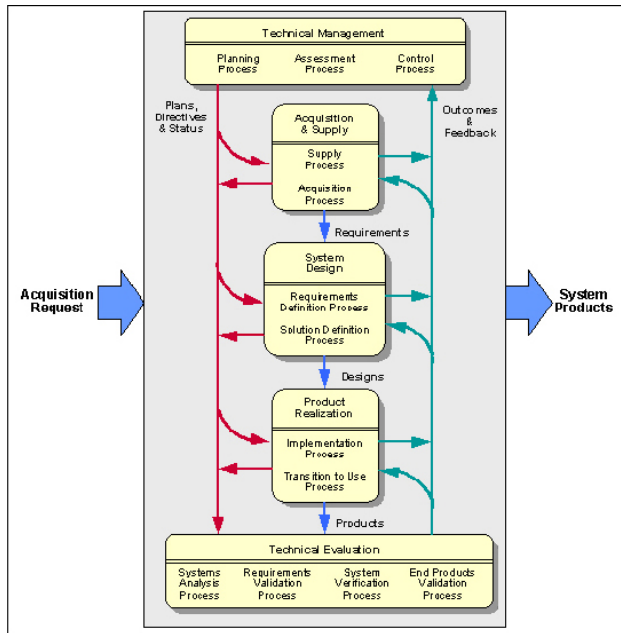 Technical Management
Planning Process
Assessment Process
Control Process
Plans,
Directives
& Status
Outcomes
&
Feedback
Acquisition
& Supply
Supply
Process
Acquisition
Process
Requirements
System
Design
Requirements
Definition Process
Solution Definition
Process
Acquisition
Request
System
Products
Designs
Product
Realization
Implementation
Process
Transition to Use
Process
Products
Technical Evaluation
Systems
Analysis
Process
Requirements
Validation
Process
System
Verification
Process
End Products
Validation
Process